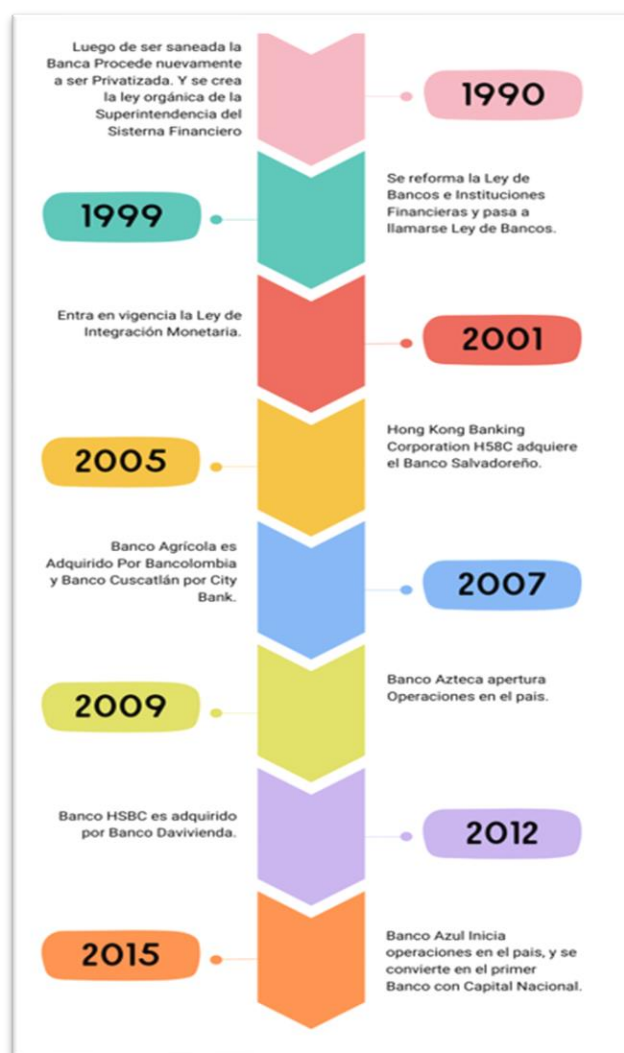 Luego de ser saneada la
Banca Procede nuevamente
a ser Privatizada. Y se crea
la ley orgánica de la
Superintendencia del
Sisterna Financiero
1990
1999
Se reforma la Ley de
Bancos e Instituciones
Financieras y pasa a
llamarse Ley de Bancos.
Entra en vigencia la Ley de
Integración Monetaria.
2001
2005
Hong Kong Banking
Corporation H58C adquiere
el Banco Salvadoreño.
Banco Agrícola es
Adquirido Por Bancolombia
y Banco Cuscatlán por City
Bank.
2007
2009
Banco Azteca apertura
Operaciones en el pais.
Banco HSBC es adquirido
por Banco Davivienda.
2012
2015
Banco Azul Inicia
operaciones en el pais, y se
convierte en el primer
Banco con Capital Nacional.